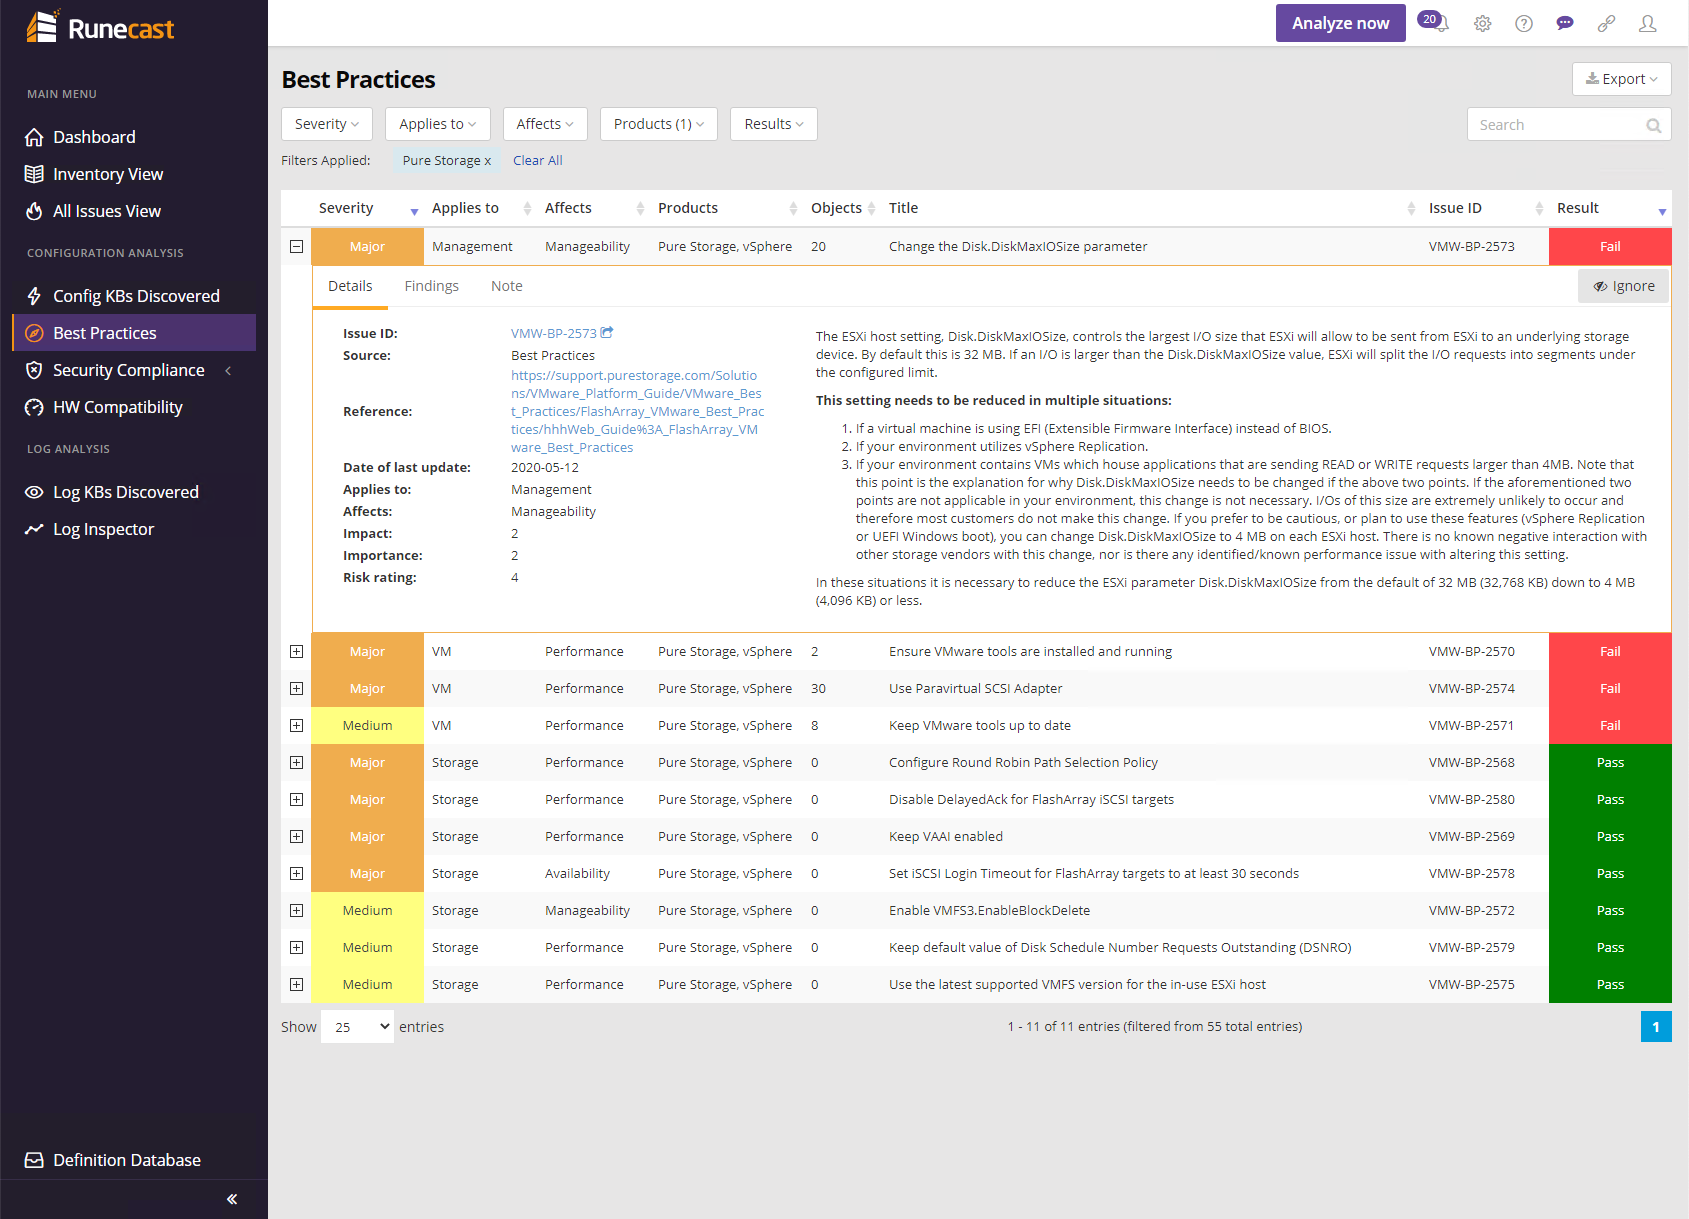 Runecast
Analyze now
20
MAIN MENU
Dashboard
Inventory View
All Issues View
CONFIGURATION ANALYSIS
Config KBs Discovered
Best Practices
Security Compliance
HW Compatibility
LOG ANALYSIS
Log KBs Discovered
Log Inspector
Definition Database
Best Practices
Export
Severity Applies to Affects Products (1) Results
Search
Filters Applied: Pure Storage x Clear All
Severity Applies to Affects Products Objects Title Issue ID Result
Major Management Manageability Pure Storage, vSphere 20 Change the Disk.DiskMaxIOSize parameter VMW-BP-2573 Fail
Details Findings Note
Ignore
Issue ID: VMW-BP-2573
Source: Best Practices
Reference:
https://support.purestorage.com/Solutio
ns/VMware_Platform_Guide/VMware_Bes
t_Practices/FlashArray_VMware_Best_Prac
tices/hhhWeb_Guide%3A_FlashArray_VM
ware_Best_Practices
Date of last update: 2020-05-12
Applies to: Management
Affects: Manageability
Impact: 2
Importance: 2
Risk rating: 4
The ESXi host setting, Disk.DiskMaxIOSize, controls the largest I/O size that ESXi will allow to be sent from ESXi to an underlying storage
device. By default this is 32 MB. If an I/O is larger than the Disk.DiskMaxIOSize value, ESXi will split the I/O requests into segments under
the configured limit.
This setting needs to be reduced in multiple situations:
1. If a virtual machine is using EFI (Extensible Firmware Interface) instead of BIOS.
2. If your environment utilizes vSphere Replication.
3. If your environment contains VMs which house applications that are sending READ or WRITE requests larger than 4MB. Note that
this point is the explanation for why Disk.DiskMaxIOSize needs to be changed if the above two points. If the aforementioned two
points are not applicable in your environment, this change is not necessary. I/Os of this size are extremely unlikely to occur and
therefore most customers do not make this change. If you prefer to be cautious, or plan to use these features (vSphere Replication
or UEFI Windows boot), you can change Disk.DiskMaxIOSize to 4 MB on each ESXi host. There is no known negative interaction with
other storage vendors with this change, nor is there any identified/known performance issue with altering this setting.
In these situations it is necessary to reduce the ESXi parameter Disk.DiskMaxIOSize from the default of 32 MB (32,768 KB) down to 4 MB
(4,096 KB) or less.
Major VM Performance Pure Storage, vSphere 2 Ensure VMware tools are installed and running VMW-BP-2570 Fail
Major VM Performance Pure Storage, vSphere 30 Use Paravirtual SCSI Adapter VMW-BP-2574 Fail
Medium VM Performance Pure Storage, vSphere 8 Keep VMware tools up to date VMW-BP-2571 Fail
Major Storage Performance Pure Storage, vSphere 0 Configure Round Robin Path Selection Policy VMW-BP-2568 Pass
Major Storage Performance Pure Storage, vSphere 0 Disable DelayedAck for FlashArray iSCSI targets VMW-BP-2580 Pass
Major Storage Performance Pure Storage, vSphere 0 Keep VAAI enabled VMW-BP-2569 Pass
Major Storage Availability Pure Storage, vSphere 0 Set iSCSI Login Timeout for FlashArray targets to at least 30 seconds VMW-BP-2578 Pass
Medium Storage Manageability Pure Storage, vSphere 0 Enable VMFS3.EnableBlockDelete VMW-BP-2572 Pass
Medium Storage Performance Pure Storage, vSphere 0 Keep default value of Disk Schedule Number Requests Outstanding (DSNRO) VMW-BP-2579 Pass
Medium Storage Performance Pure Storage, vSphere 0 Use the latest supported VMFS version for the in-use ESXi host VMW-BP-2575 Pass
Show 25 entries
1 - 11 of 11 entries (filtered from 55 total entries)
1